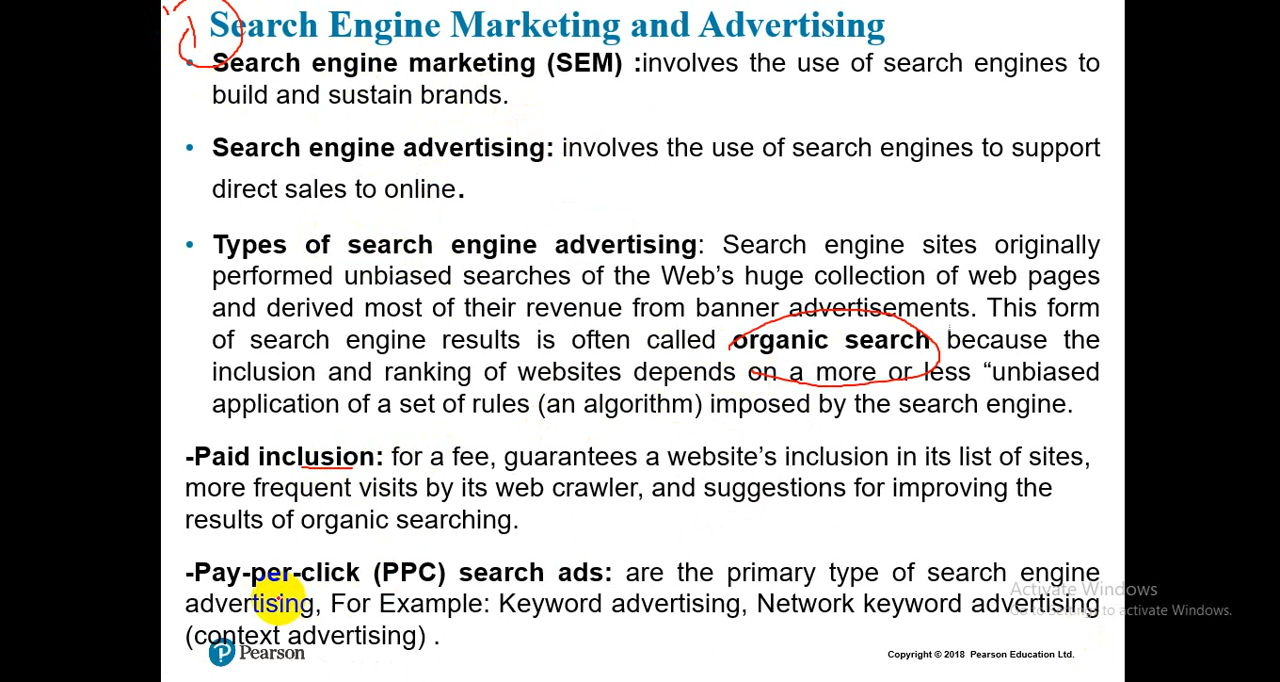 1
Search Engine Marketing and Advertising
• Search engine marketing (SEM) :involves the use of search engines to
build and sustain brands.
• Search engine advertising: involves the use of search engines to support
direct sales to online.
• Types of search engine advertising: Search engine sites originally
performed unbiased searches of the Web’s huge collection of web pages
and derived most of their revenue from banner advertisements. This form
of search engine results is often called organic search because the
inclusion and ranking of websites depends on a more or less “unbiased
application of a set of rules (an algorithm) imposed by the search engine.
-Paid inclusion: for a fee, guarantees a website’s inclusion in its list of sites,
more frequent visits by its web crawler, and suggestions for improving the
results of organic searching.
-Pay-per-click (PPC) search ads: are the primary type of search engine
advertising, For Example: Keyword advertising, Network keyword advertising
(context advertising) .
Activate Windows
Go to Settings to activate Windows.
P Pearson
Copyright © 2018 Pearson Education Ltd.